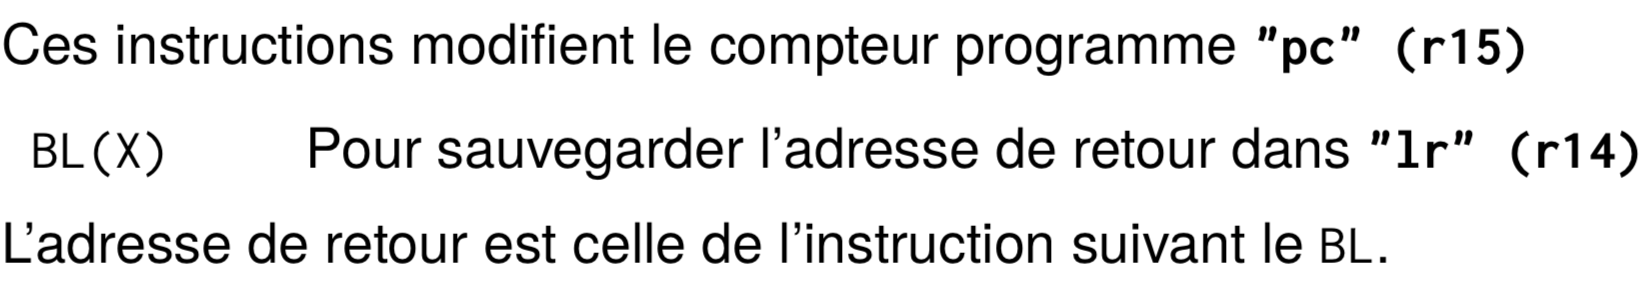 Ces instructions modifient le compteur programme "pc" (r15)
BL(X) Pour sauvegarder l'adresse de retour dans "lr" (r14)
L'adresse de retour est celle de l'instruction suivant le BL.